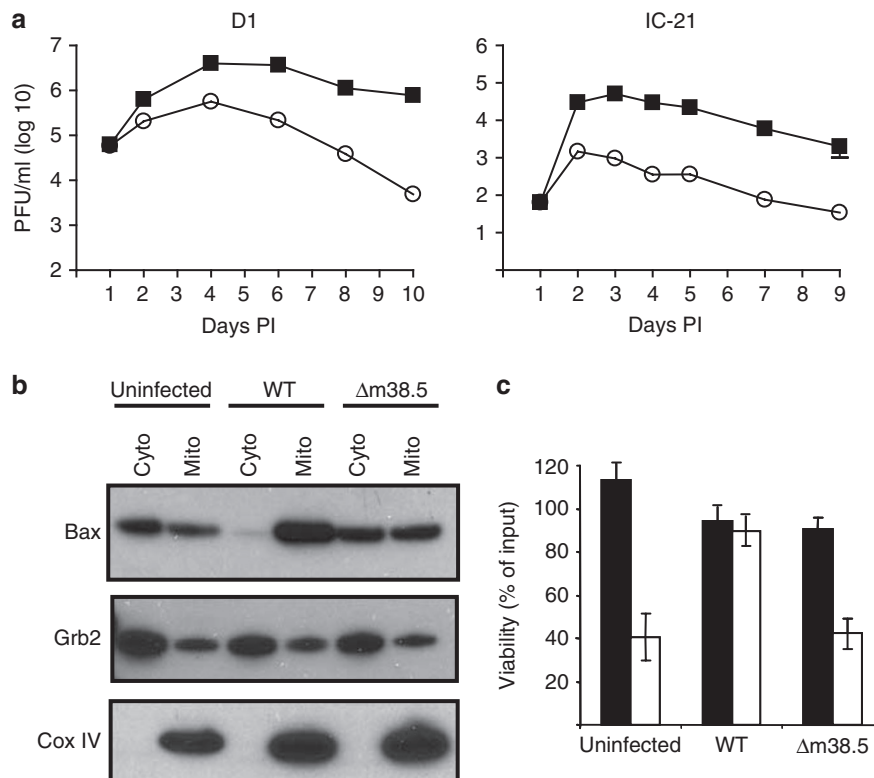 a
D1
IC-21
PFU/ml (log 10)
7
6
5
4
3
2
1 2 3 4 5 6 7 8 9 10
Days PI
6
5
4
3
2
1
1 2 3 4 5 6 7 8 9
Days PI
b
Uninfected WT Δm38.5
Cyto Mito Cyto Mito Cyto Mito
Bax
Grb2
Cox IV
c
Viability (% of input)
120
100
80
60
40
20
Uninfected WT Δm38.5